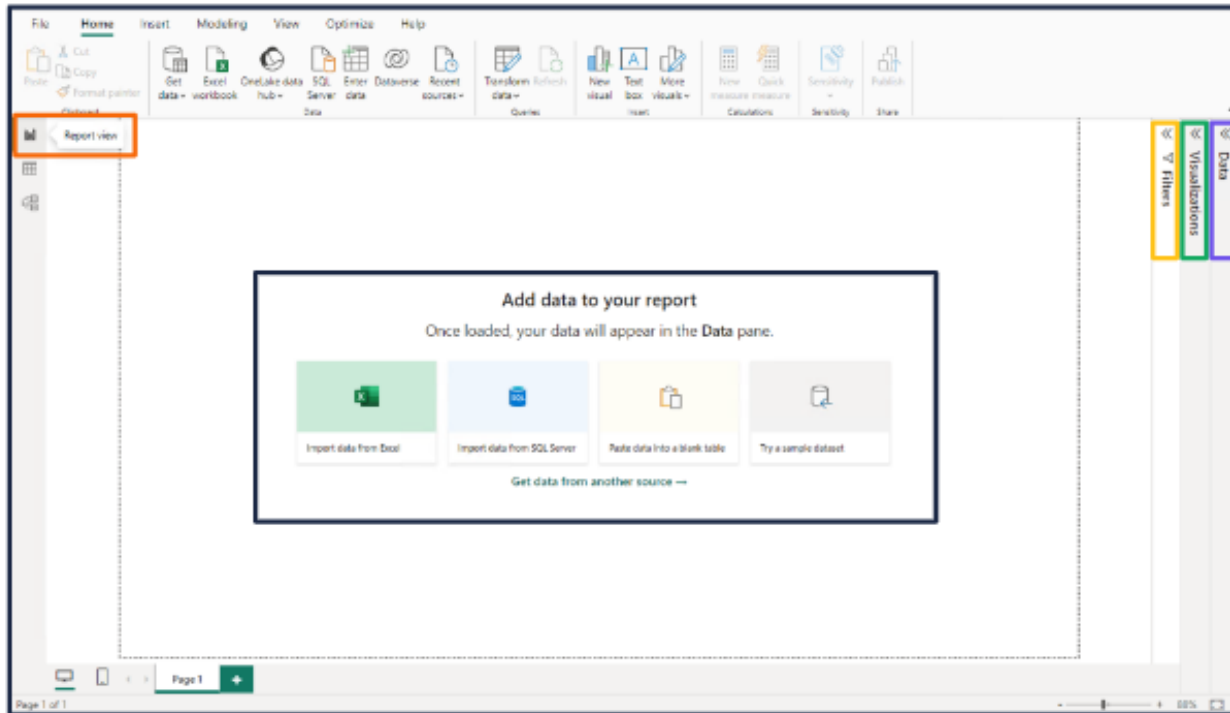 File Home Insert Modeling View Optimize Help
Paste
Cut
Copy
Format painter
Clipboard
Get data
Excel workbook
OneLake data hub
SQL Server
Enter data
Dataverse
Recent sources
Data
Transform data
Refresh
Queries
New visual
Text box
More visuals
Insert
New measure
Quick measure
Calculations
Sensitivity
Sensitivity
Publish
Share
Report view
Filters
Visualizations
Data
Add data to your report
Once loaded, your data will appear in the Data pane.
Import data from Excel
SQL
Import data from SQL Server
Paste data into a blank table
Try a sample dataset
Get data from another source →
Page 1
Page 1 of 1